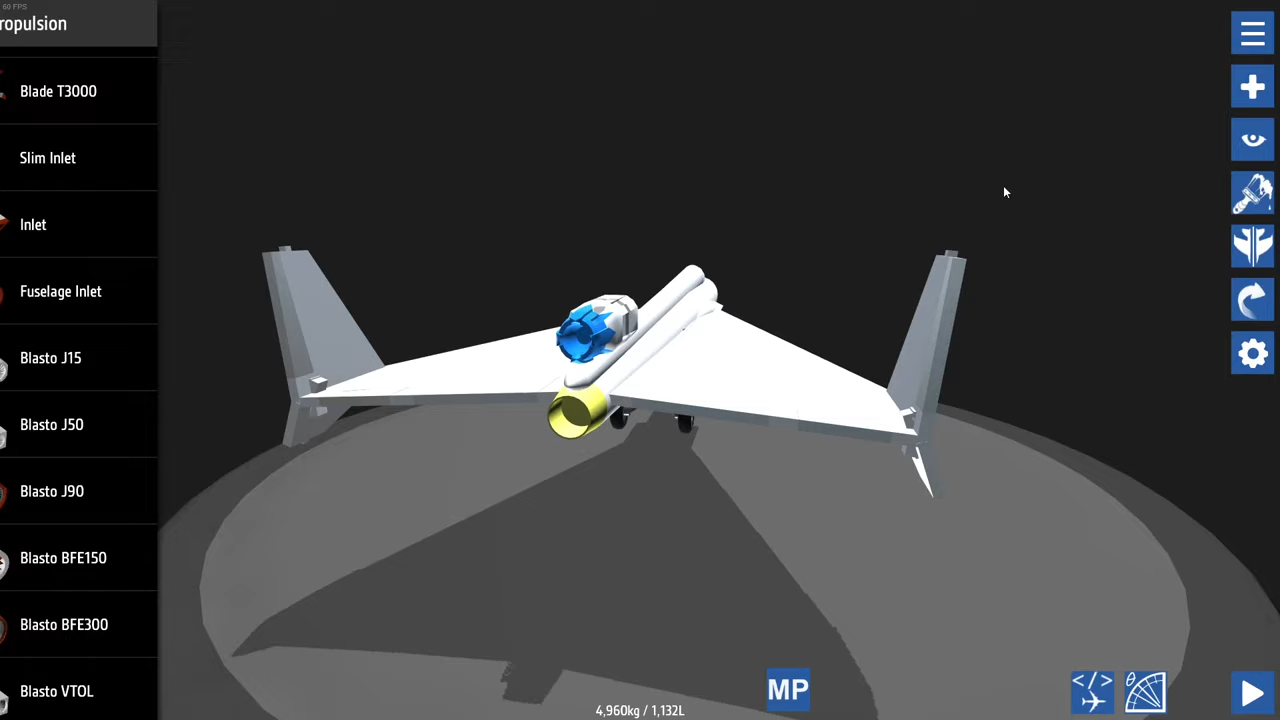 60 FPS
ropulsion
Blade T3000
Slim Inlet
Inlet
Fuselage Inlet
Blasto J15
Blasto J50
Blasto J90
Blasto BFE150
Blasto BFE300
Blasto VTOL
MP
4,960kg / 1,132L